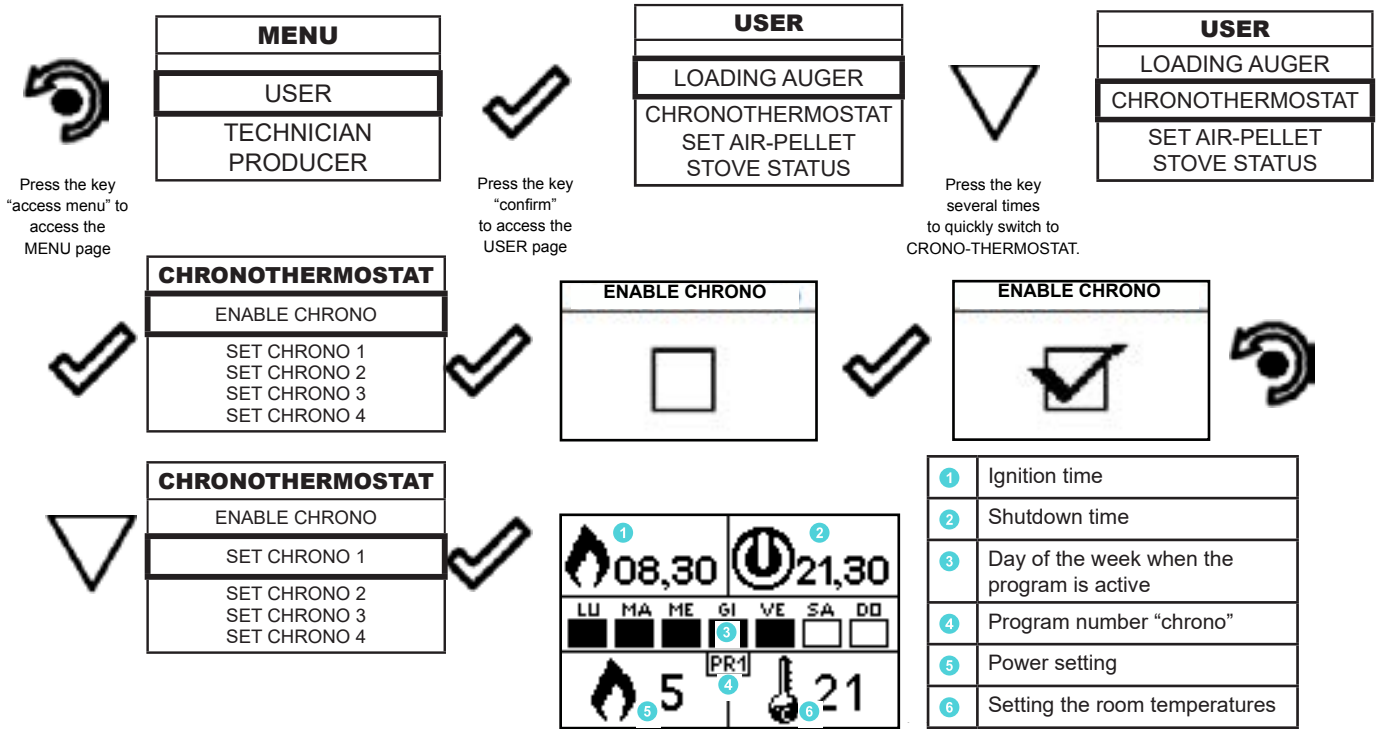 MENU
USER
TECHNICIAN
PRODUCER
Press the key
“access menu” to
access the
MENU page
USER
LOADING AUGER
CHRONOTHERMOSTAT
SET AIR-PELLET
STOVE STATUS
Press the key
“confirm”
to access the
USER page
USER
LOADING AUGER
CHRONOTHERMOSTAT
SET AIR-PELLET
STOVE STATUS
Press the key
several times
to quickly switch to
CRONO-THERMOSTAT.
CHRONOTHERMOSTAT
ENABLE CHRONO
SET CHRONO 1
SET CHRONO 2
SET CHRONO 3
SET CHRONO 4
ENABLE CHRONO
ENABLE CHRONO
CHRONOTHERMOSTAT
ENABLE CHRONO
SET CHRONO 1
SET CHRONO 2
SET CHRONO 3
SET CHRONO 4
1 2
08,30 21,30
LU MA ME GI VE SA DO
3
PR1
4
5 5 6 21
1 Ignition time
2 Shutdown time
3 Day of the week when the
program is active
4 Program number “chrono”
5 Power setting
6 Setting the room temperatures